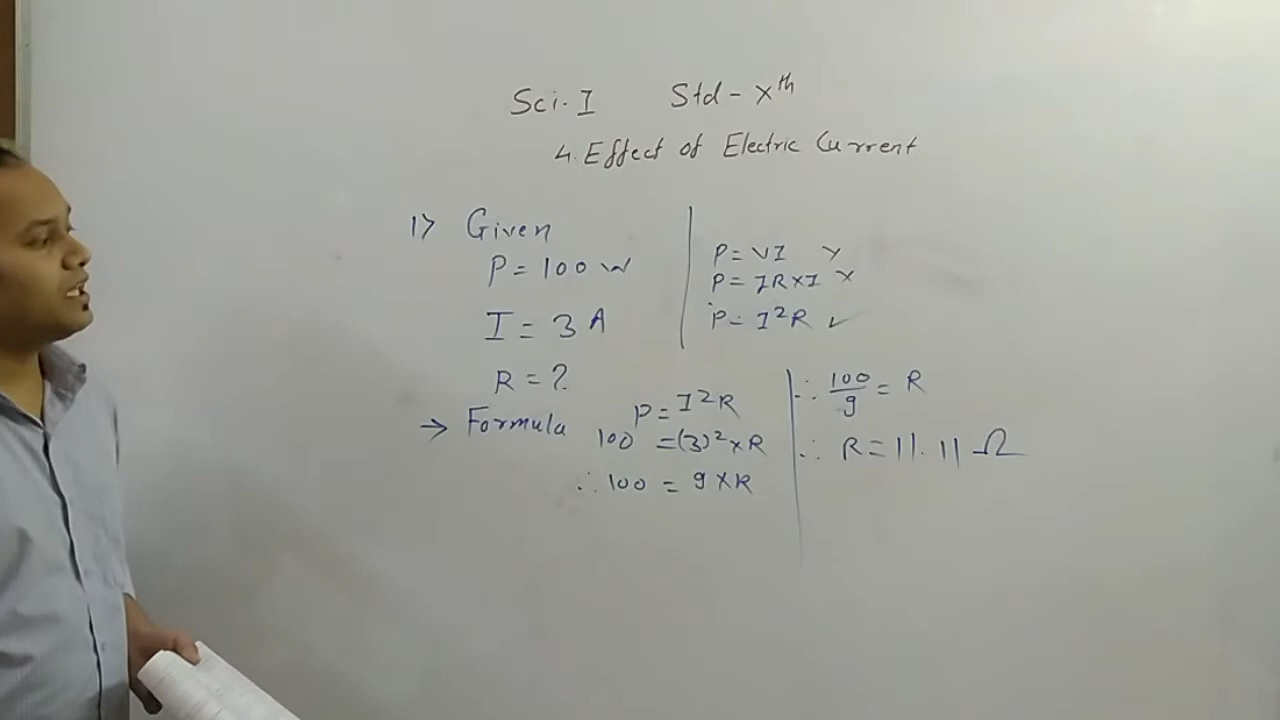 Sci. I Std - Xth
4. Effect of Electric Current
1> Given
P = 100 W
I = 3 A
R = ?
P = VI ×
P = IR×I ×
P = I²R ✓
→ Formula P = I²R
100 = (3)² × R
∴ 100 = 9 × R
∴ 100/9 = R
∴ R = 11.11 Ω